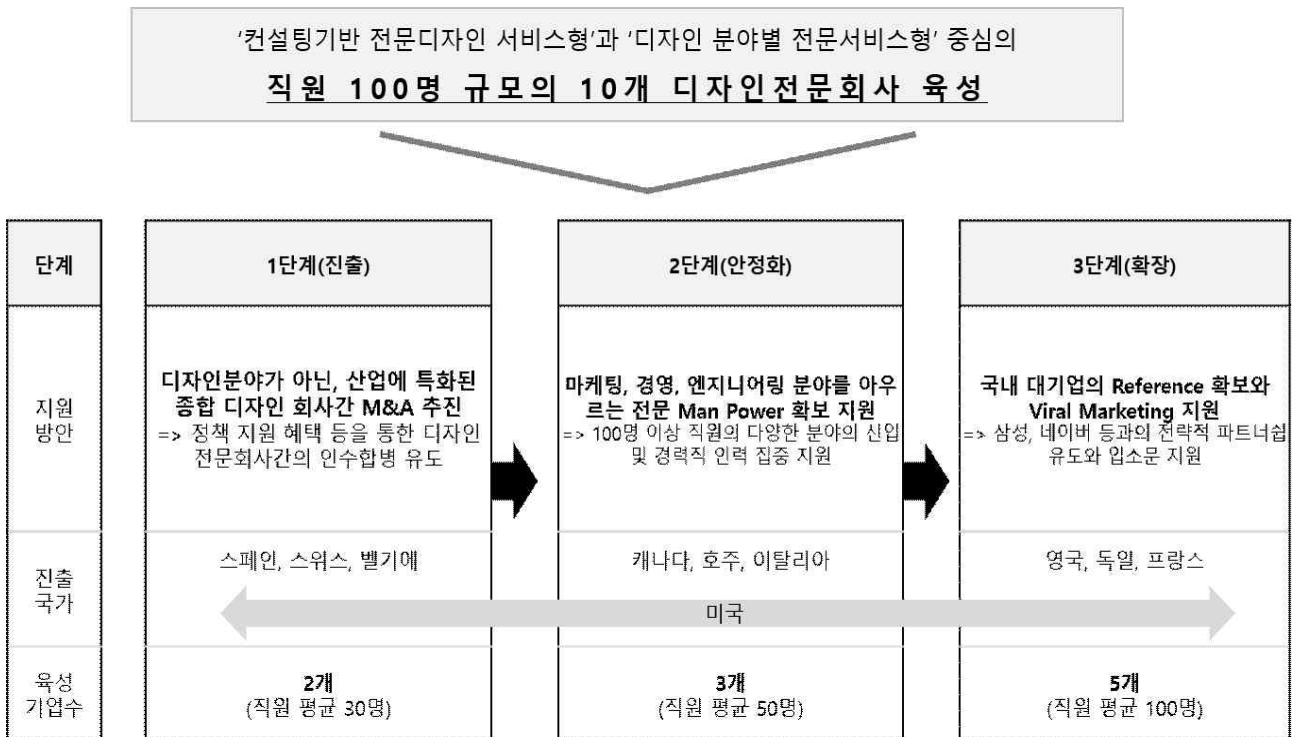 '컨설팅기반 전문디자인 서비스형'과 '디자인 분야별 전문서비스형' 중심의
직원 100명 규모의 10개 디자인전문회사 육성
단계
1단계(진출)
2단계(안정화)
3단계(확장)
지원
방안
디자인분야가 아닌, 산업에 특화된
종합 디자인 회사간 M&A 추진
=> 정책 지원 혜택 등을 통한 디자인
전문회사간의 인수합병 유도
마케팅, 경영, 엔지니어링 분야를 아우
르는 전문 Man Power 확보 지원
=> 100명 이상 직원의 다양한 분야의 신입
및 경력직 인력 집중 지원
국내 대기업의 Reference 확보와
Viral Marketing 지원
=> 삼성, 네이버 등과의 전략적 파트너쉽
유도와 입소문 지원
진출
국가
스페인, 스위스, 벨기에
캐나다, 호주, 이탈리아
영국, 독일, 프랑스
미국
육성
기업수
2개
(직원 평균 30명)
3개
(직원 평균 50명)
5개
(직원 평균 100명)